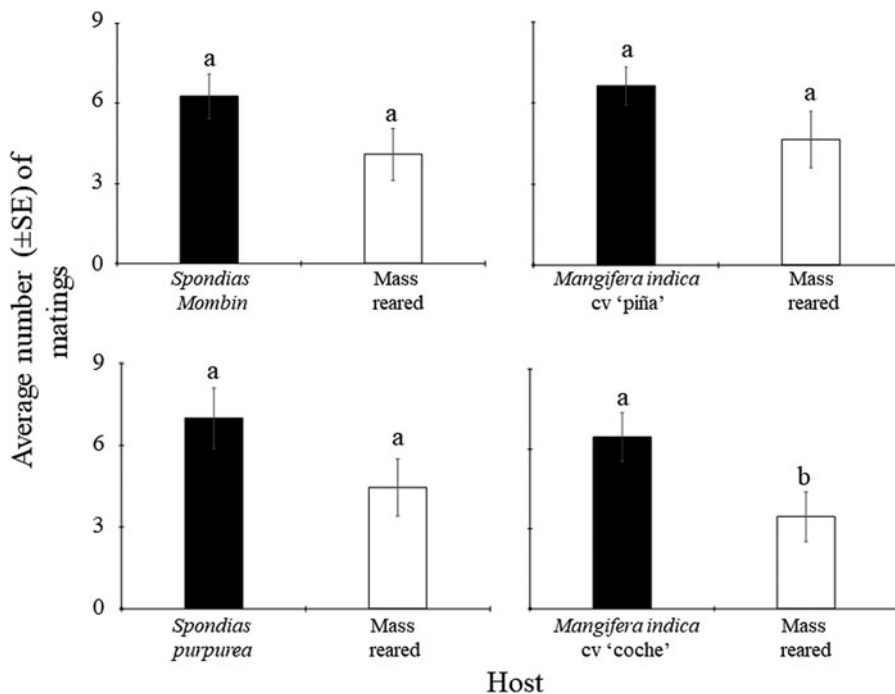 Average number (±SE) of
matings
9
6
3
0
a
a
Spondias
Mombin
Mass
reared
a
a
Mangifera indica
cv ‘piña’
Mass
reared
9
6
3
0
a
a
Spondias
purpurea
Mass
reared
a
b
Mangifera indica
cv ‘coche’
Mass
reared
Host